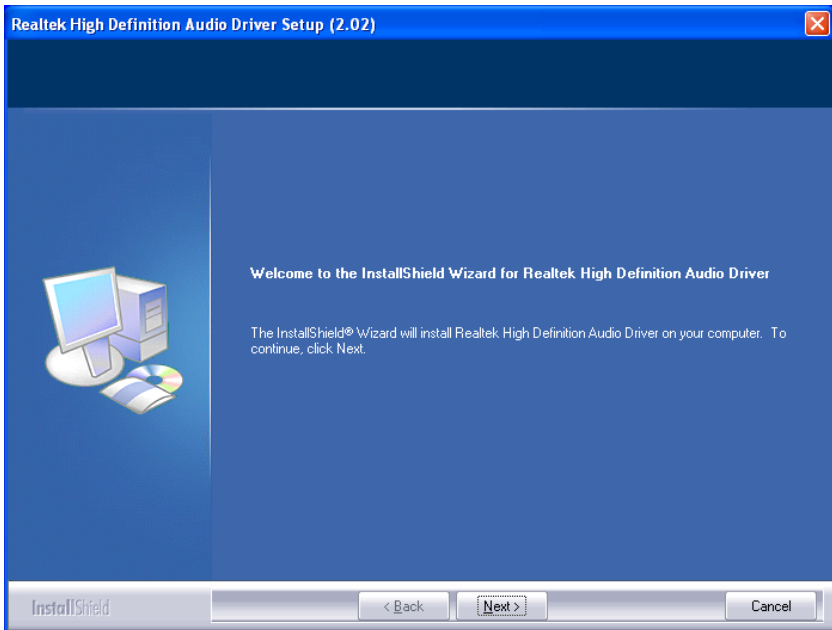 Realtek High Definition Audio Driver Setup (2.02)
Welcome to the InstallShield Wizard for Realtek High Definition Audio Driver
The InstallShield® Wizard will install Realtek High Definition Audio Driver on your computer. To
continue, click Next.
InstallShield
< Back
Next >
Cancel